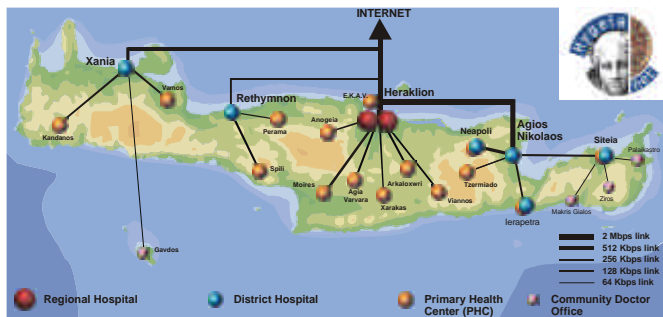 INTERNET
HYGEIA
net
Xania
Vamos
Kandanos
Rethymnon
Perama
Spili
E.K.A.V.
Heraklion
Anogeia
Moires
Agia
Varvara
Xarakas
Arkaloxwri
Viannos
Neapoli
Agios
Nikolaos
Tzermiado
Ierapetra
Siteia
Palaikastro
Ziros
Makris Gialos
Gavdos
2 Mbps link
512 Kbps link
256 Kbps link
128 Kbps link
64 Kbps link
Regional Hospital
District Hospital
Primary Health
Center (PHC)
Community Doctor
Office